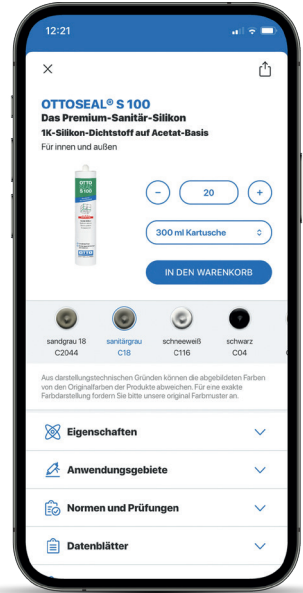 12:21
OTTOSEAL® S 100
Das Premium-Sanitär-Silikon
1K-Silikon-Dichtstoff auf Acetat-Basis
Für innen und außen
OTTO
S 100
OTTO
- 20 +
300 ml Kartusche
IN DEN WARENKORB
sandgrau 18 sanitärgrau schneeweiß schwarz
C2044 C18 C116 C04
Aus darstellungstechnischen Gründen können die abgebildeten Farben
von den Originalfarben der Produkte abweichen. Für eine exakte
Farbdarstellung fordern Sie bitte unsere original Farbmuster an.
Eigenschaften
Anwendungsgebiete
Normen und Prüfungen
Datenblätter